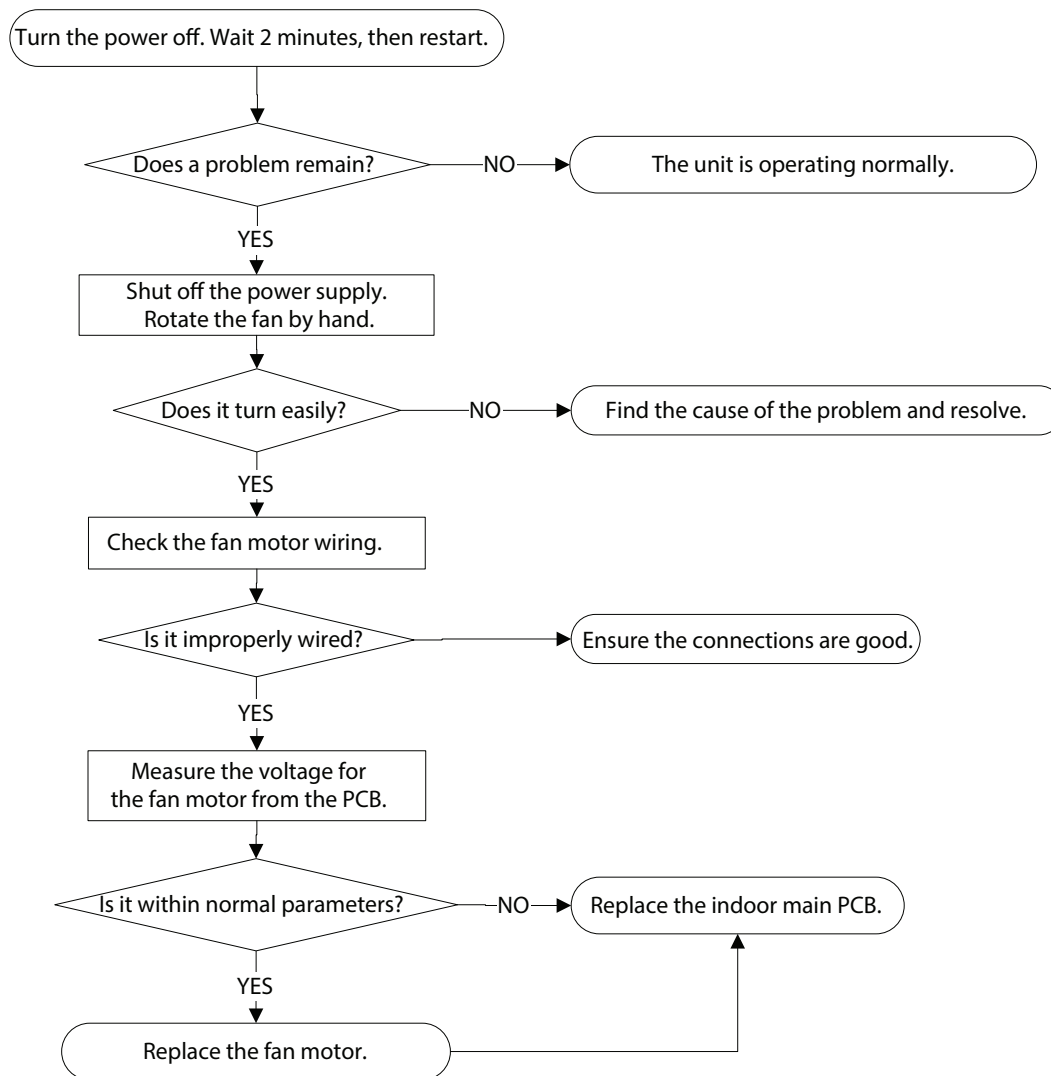 Turn the power off. Wait 2 minutes, then restart.
Does a problem remain?
NO
The unit is operating normally.
YES
Shut off the power supply.
Rotate the fan by hand.
Does it turn easily?
NO
Find the cause of the problem and resolve.
YES
Check the fan motor wiring.
Is it improperly wired?
Ensure the connections are good.
YES
Measure the voltage for
the fan motor from the PCB.
Is it within normal parameters?
NO
Replace the indoor main PCB.
YES
Replace the fan motor.